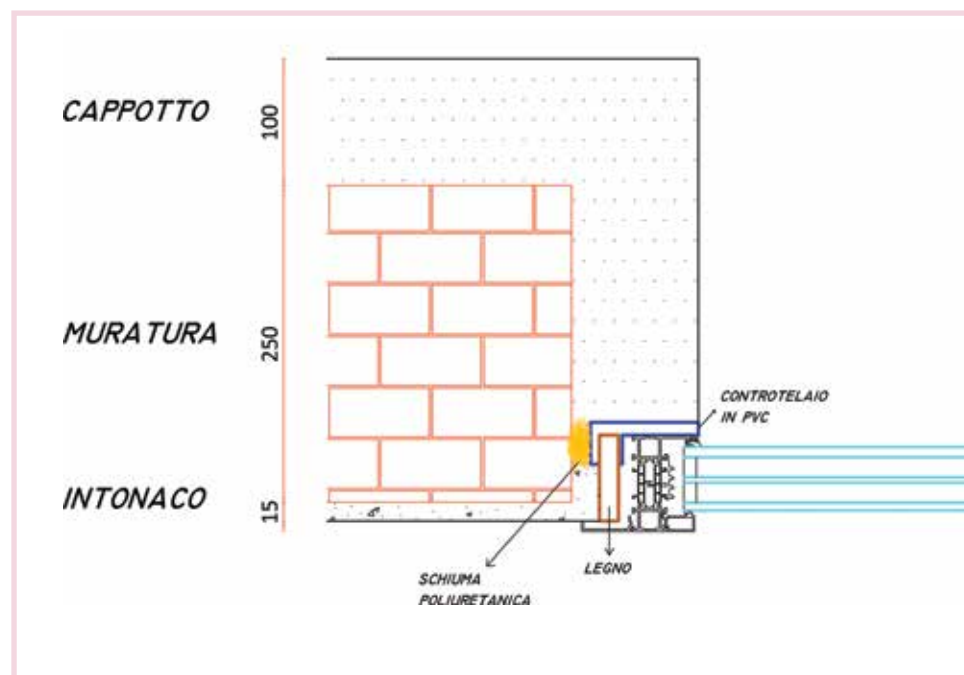 CAPPOTTO
100
MURATURA
250
CONTROTELAIO
IN PVC
INTONACO
15
LEGNO
SCHIUMA
POLIURETANICA